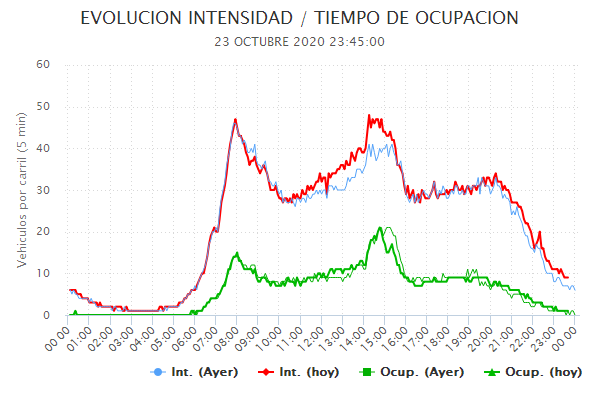 EVOLUCION INTENSIDAD / TIEMPO DE OCUPACION
23 OCTUBRE 2020 23:45:00
Vehiculos por carril (5 min)
60
50
40
30
20
10
0
00:00 01:00 02:00 03:00 04:00 05:00 06:00 07:00 08:00 09:00 10:00 11:00 12:00 13:00 14:00 15:00 16:00 17:00 18:00 19:00 20:00 21:00 22:00 23:00 00:00
Int. (Ayer) Int. (hoy) Ocup. (Ayer) Ocup. (hoy)